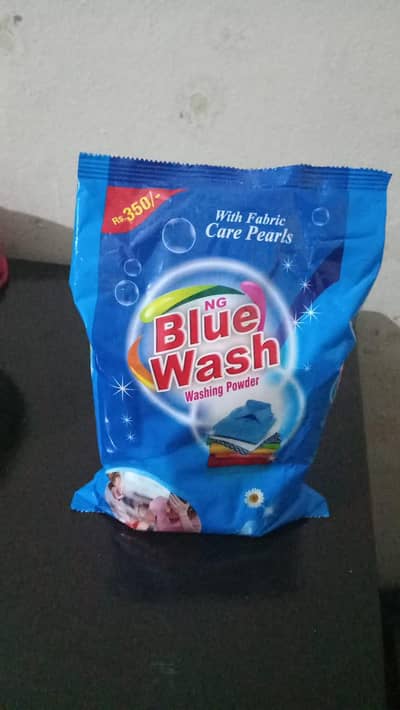 Rs.350/-
With Fabric
Care Pearls
NG
Blue
Wash
Washing Powder